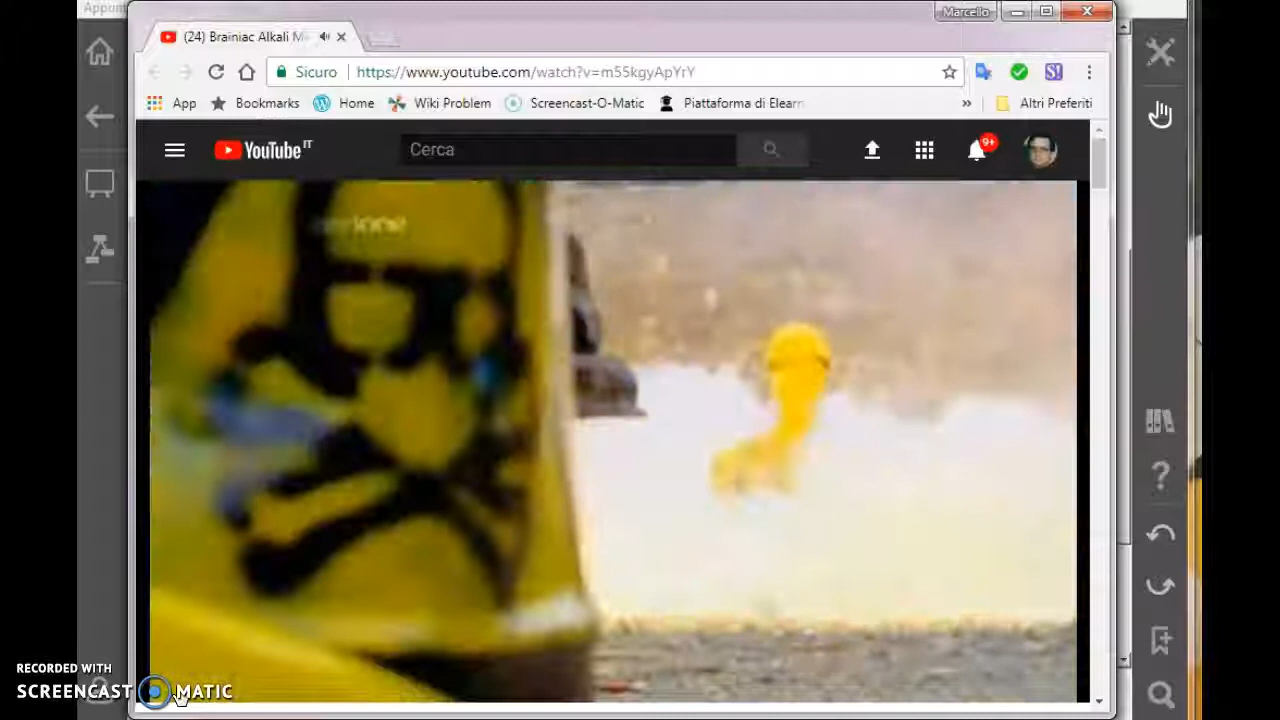 Appunt
Marcello
(24) Brainiac Alkali M
Sicuro https://www.youtube.com/watch?v=m55kgyApYrY
App Bookmarks Home Wiki Problem Screencast-O-Matic Piattaforma di Elearn » Altri Preferiti
YouTube IT Cerca 9+
RECORDED WITH
SCREENCAST MATIC